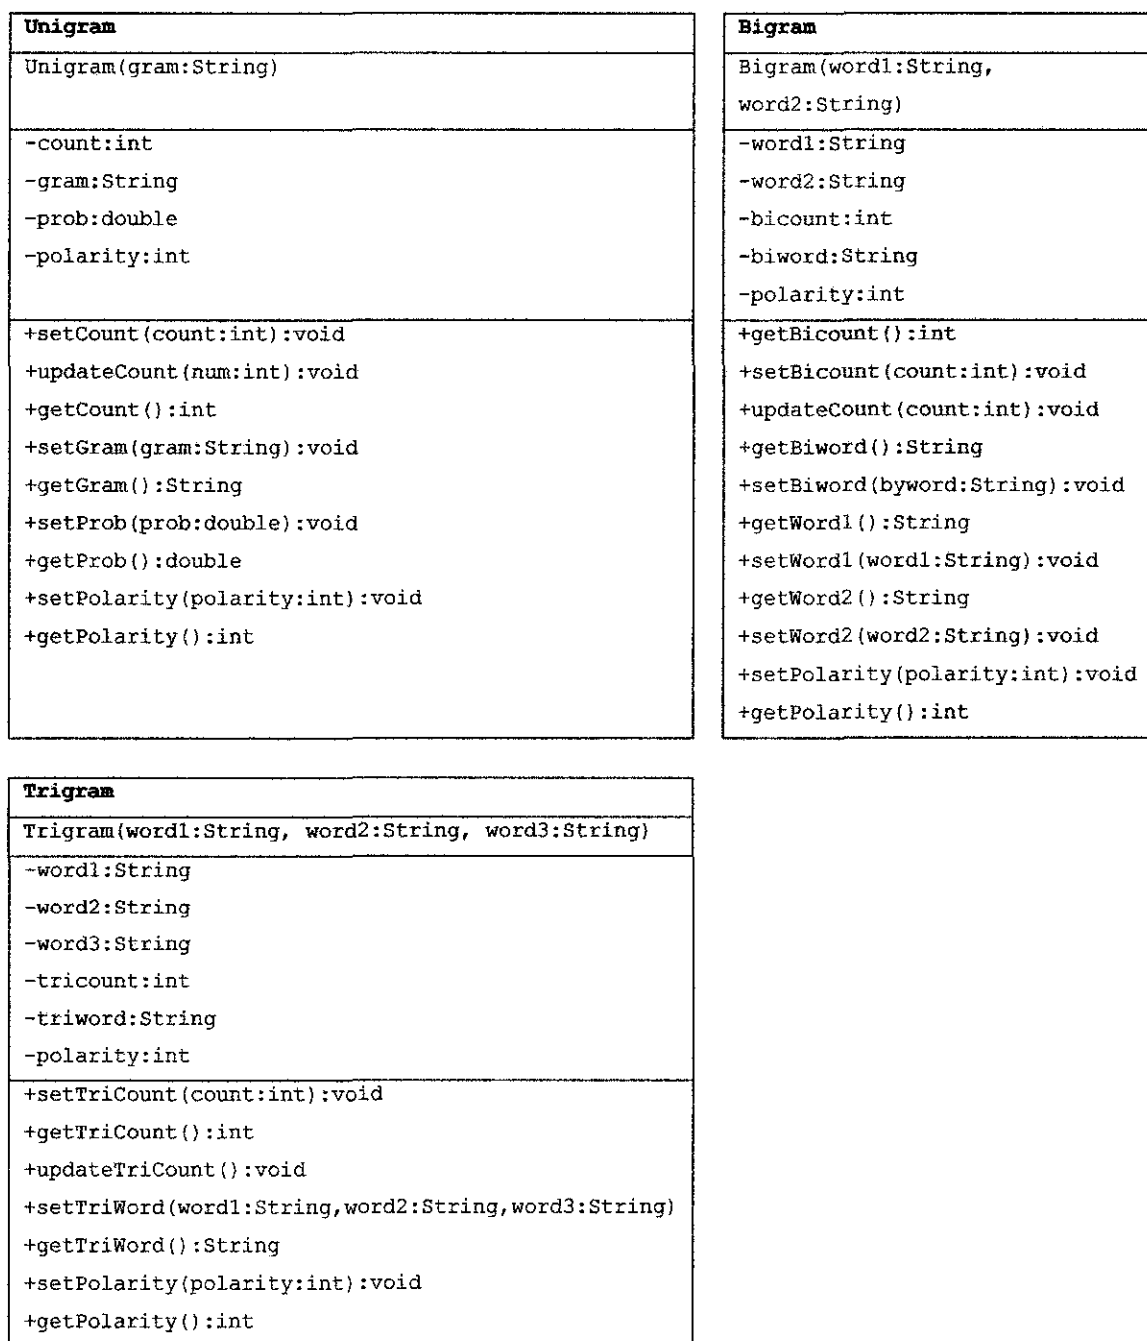 Unigram
Unigram(gram:String)
-count:int
-gram:String
-prob:double
-polarity:int
+setCount(count:int):void
+updateCount(num:int):void
+getCount():int
+setGram(gram:String):void
+getGram():String
+setProb(prob:double):void
+getProb():double
+setPolarity(polarity:int):void
+getPolarity():int
Bigram
Bigram(word1:String,
word2:String)
-word1:String
-word2:String
-bicount:int
-biword:String
-polarity:int
+getBicount():int
+setBicount(count:int):void
+updateCount(count:int):void
+getBiword():String
+setBiword(byword:String):void
+getWord1():String
+setWord1(word1:String):void
+getWord2():String
+setWord2(word2:String):void
+setPolarity(polarity:int):void
+getPolarity():int
Trigram
Trigram(word1:String, word2:String, word3:String)
-word1:String
-word2:String
-word3:String
-tricount:int
-triword:String
-polarity:int
+setTriCount(count:int):void
+getTriCount():int
+updateTriCount():void
+setTriWord(word1:String,word2:String,word3:String)
+getTriWord():String
+setPolarity(polarity:int):void
+getPolarity():int